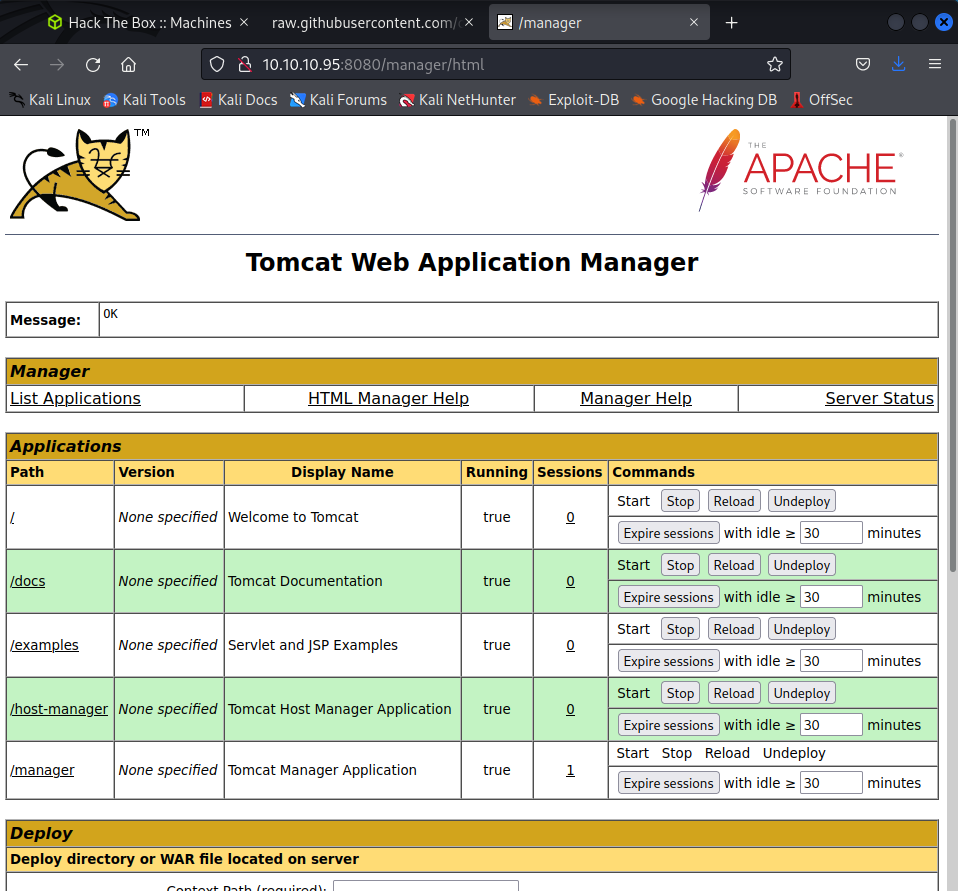 Hack The Box :: Machines
raw.githubusercontent.com/
/manager
10.10.10.95:8080/manager/html
Kali Linux Kali Tools Kali Docs Kali Forums Kali NetHunter Exploit-DB Google Hacking DB OffSec
TM
THE
APACHE®
SOFTWARE FOUNDATION
Tomcat Web Application Manager
Message: OK
Manager
List Applications HTML Manager Help Manager Help Server Status
Applications
Path Version Display Name Running Sessions Commands
/ None specified Welcome to Tomcat true 0 Start Stop Reload Undeploy
Expire sessions with idle ≥ 30 minutes
/docs None specified Tomcat Documentation true 0 Start Stop Reload Undeploy
Expire sessions with idle ≥ 30 minutes
/examples None specified Servlet and JSP Examples true 0 Start Stop Reload Undeploy
Expire sessions with idle ≥ 30 minutes
/host-manager None specified Tomcat Host Manager Application true 0 Start Stop Reload Undeploy
Expire sessions with idle ≥ 30 minutes
/manager None specified Tomcat Manager Application true 1 Start Stop Reload Undeploy
Expire sessions with idle ≥ 30 minutes
Deploy
Deploy directory or WAR file located on server
Context Path (required):